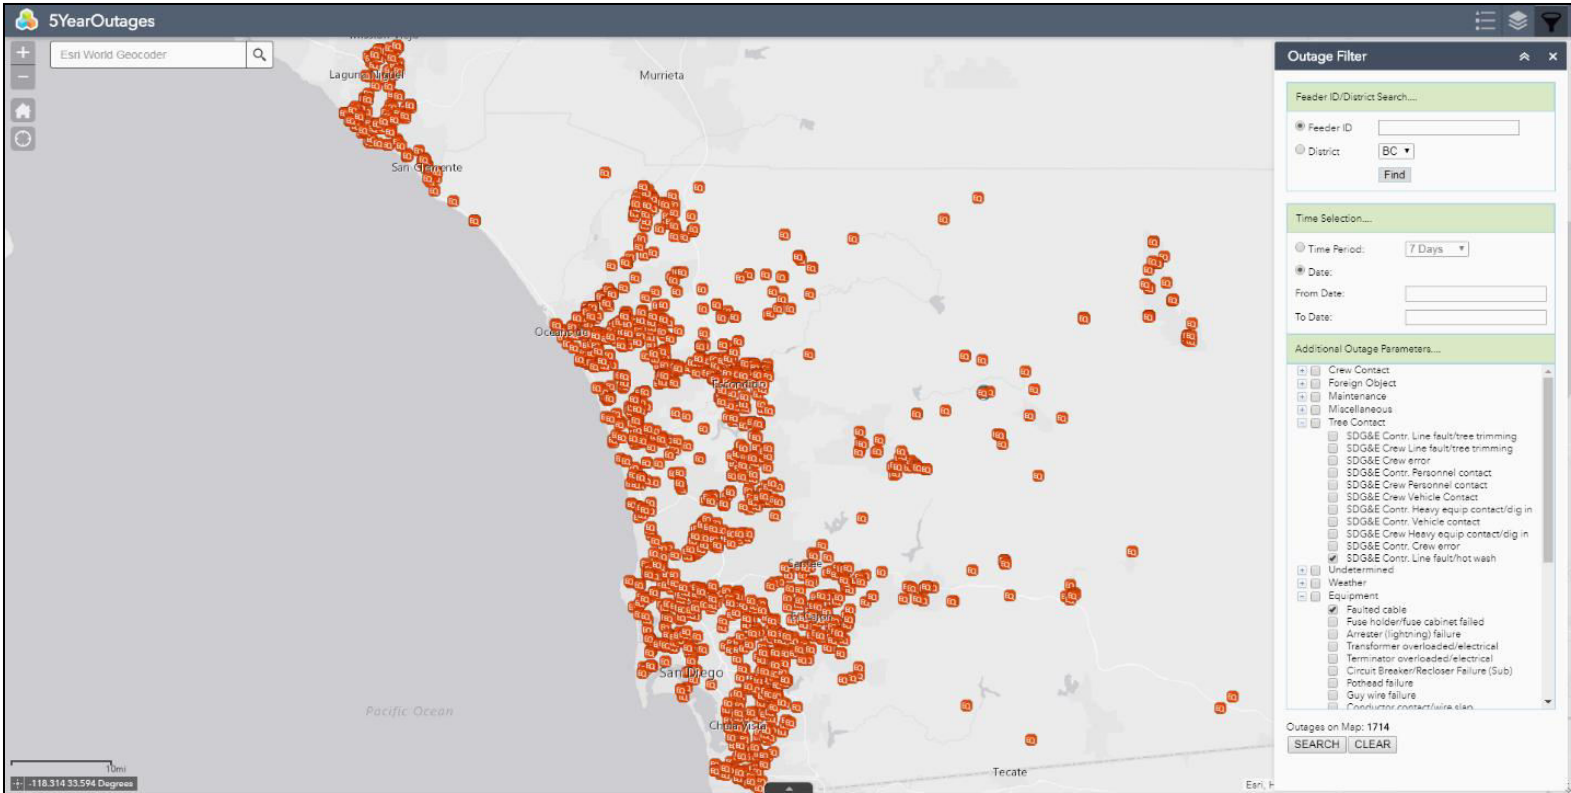 5YearOutages
Esri World Geocoder
Laguna Niguel
Murrieta
San Clemente
Oceanside
Escondido
Santee
El Cajon
San Diego
Pacific Ocean
Chula Vista
Tecate
10mi
-118.314 33.594 Degrees
Esri, H
Outage Filter
Feeder ID/District Search....
Feeder ID
District
BC
Find
Time Selection....
Time Period:
7 Days
Date:
From Date:
To Date:
Additional Outage Parameters....
Crew Contact
Foreign Object
Maintenance
Miscellaneous
Tree Contact
SDG&E Contr. Line fault/tree trimming
SDG&E Crew Line fault/tree trimming
SDG&E Crew error
SDG&E Contr. Personnel contact
SDG&E Crew Personnel contact
SDG&E Crew Vehicle Contact
SDG&E Contr. Heavy equip contact/dig in
SDG&E Contr. Vehicle contact
SDG&E Crew Heavy equip contact/dig in
SDG&E Contr. Crew error
SDG&E Contr. Line fault/hot wash
Undetermined
Weather
Equipment
Faulted cable
Fuse holder/fuse cabinet failed
Arrester (lightning) failure
Transformer overloaded/electrical
Terminator overloaded/electrical
Circuit Breaker/Recloser Failure (Sub)
Pothead failure
Guy wire failure
Conductor contact/wire slap
Outages on Map: 1714
SEARCH CLEAR